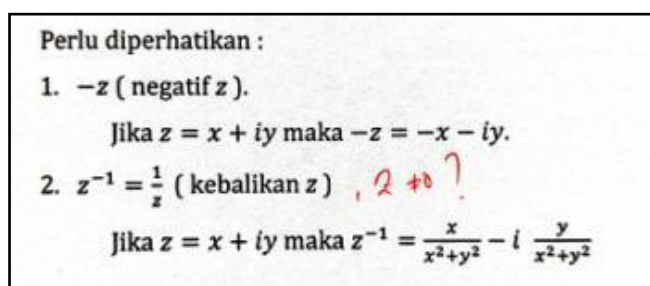 Perlu diperhatikan :
1. −z ( negatif z ).
Jika z = x + iy maka −z = −x − iy.
2. z⁻¹ = 1/z ( kebalikan z ) , z ≠0 ?
Jika z = x + iy maka z⁻¹ = x/(x²+y²) − i y/(x²+y²)